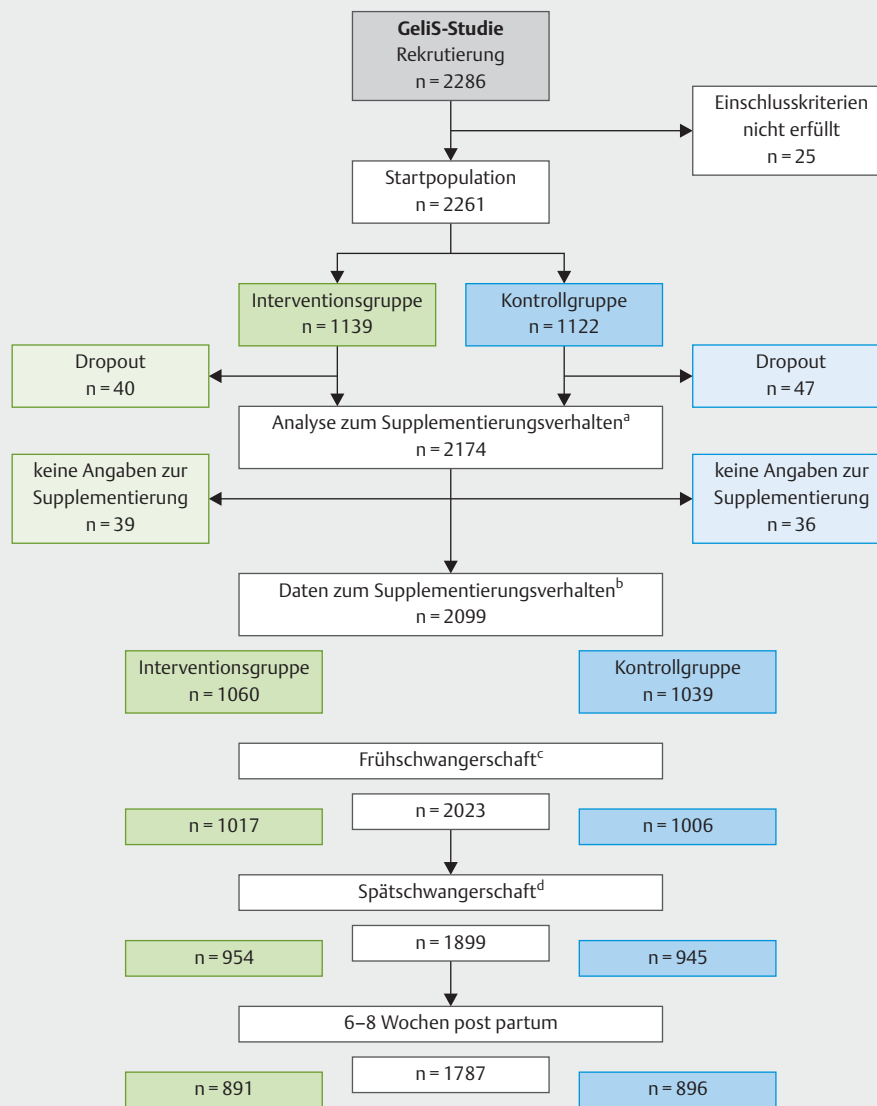 GeliS-Studie
Rekrutierung
n = 2286
Einschlusskriterien
nicht erfüllt
n = 25
Startpopulation
n = 2261
Interventionsgruppe
n = 1139
Kontrollgruppe
n = 1122
Dropout
n = 40
Dropout
n = 47
Analyse zum Supplementierungsverhaltenᵃ
n = 2174
keine Angaben zur
Supplementierung
n = 39
keine Angaben zur
Supplementierung
n = 36
Daten zum Supplementierungsverhaltenᵇ
n = 2099
Interventionsgruppe
n = 1060
Kontrollgruppe
n = 1039
Frühschwangerschaftᶜ
n = 2023
n = 1017
n = 1006
Spätschwangerschaftᵈ
n = 1899
n = 954
n = 945
6–8 Wochen post partum
n = 1787
n = 891
n = 896